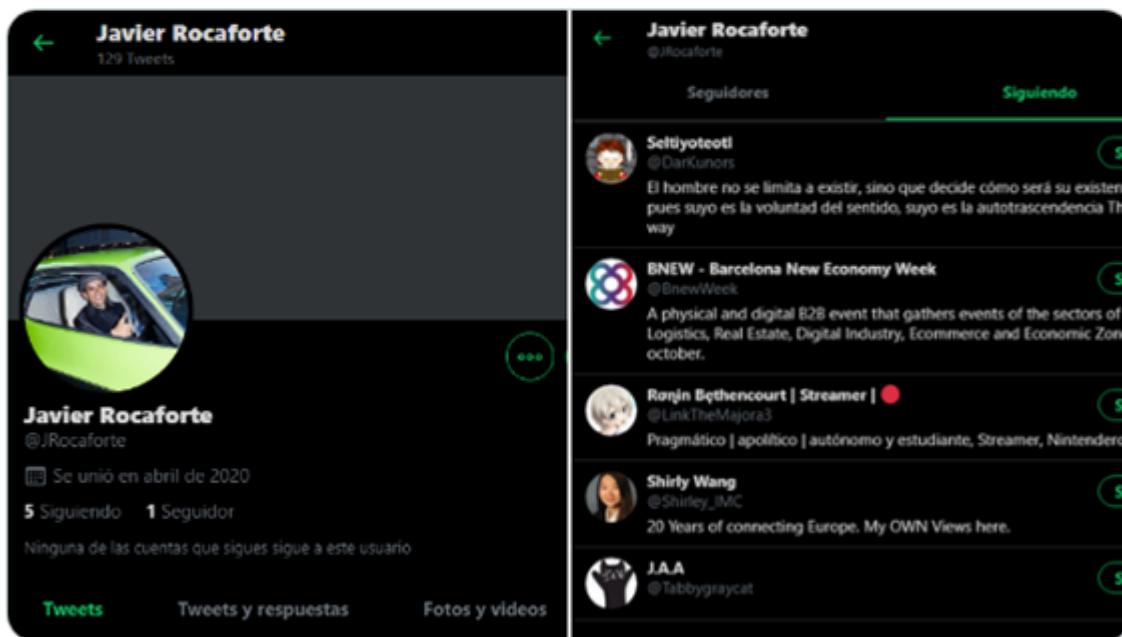 Javier Rocaforte
129 Tweets
Javier Rocaforte
@JRocaforte
Se unió en abril de 2020
5 Siguiendo 1 Seguidor
Ninguna de las cuentas que sigues sigue a este usuario
Tweets Tweets y respuestas Fotos y videos
Javier Rocaforte
@JRocaforte
Seguidores Siguiendo
Seltiyoteotl
@DarKunors
El hombre no se limita a existir, sino que decide cómo será su existen
pues suyo es la voluntad del sentido, suyo es la autotrascendencia Th
way
BNEW - Barcelona New Economy Week
@BnewWeek
A physical and digital B2B event that gathers events of the sectors of
Logistics, Real Estate, Digital Industry, Ecommerce and Economic Zon
october.
Streamer |
@LinkTheMajora3
Pragmático | apolítico | autónomo y estudiante, Streamer, Nintendero
Shirly Wang
@Shirley_IMC
20 Years of connecting Europe. My OWN Views here.
J.A.A
@Tabbygraycat